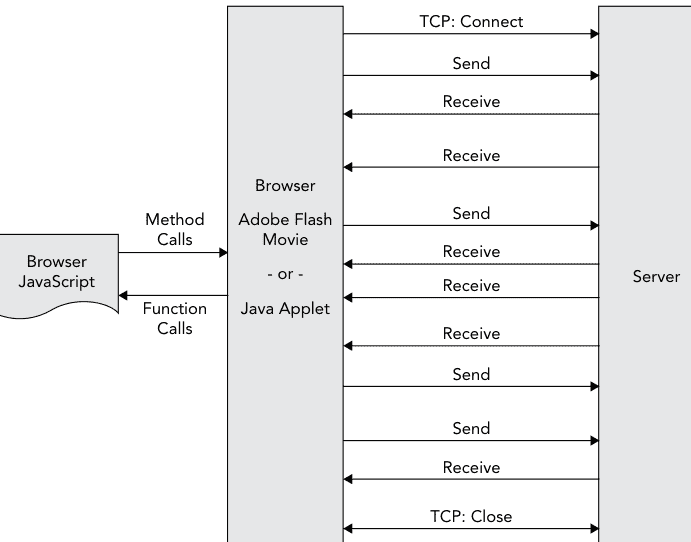 TCP: Connect
Send
Receive
Receive
Send
Receive
Receive
Receive
Send
Send
Receive
TCP: Close
Browser
Adobe Flash
Movie
- or -
Java Applet
Method
Calls
Function
Calls
Browser
JavaScript
Server